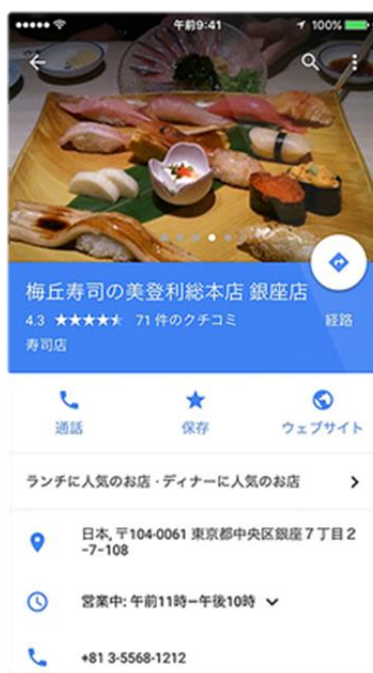 午前9:41
100%
梅丘寿司の美登利総本店 銀座店
4.3 71 件のクチコミ 経路
寿司店
通話 保存 ウェブサイト
ランチに人気のお店 · ディナーに人気のお店
日本, 〒104-0061 東京都中央区銀座７丁目２
−7−108
営業中: 午前11時–午後10時
+81 3-5568-1212